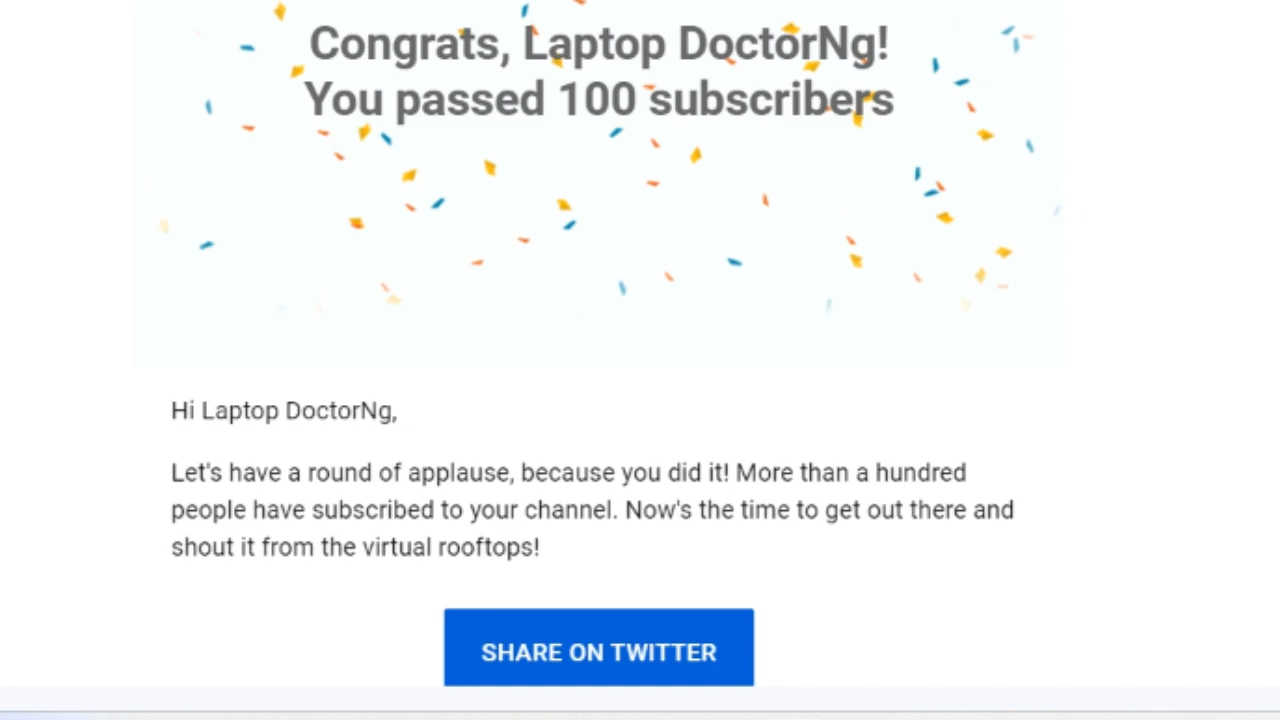 Congrats, Laptop DoctorNg!
You passed 100 subscribers
Hi Laptop DoctorNg,
Let's have a round of applause, because you did it! More than a hundred
people have subscribed to your channel. Now's the time to get out there and
shout it from the virtual rooftops!
SHARE ON TWITTER